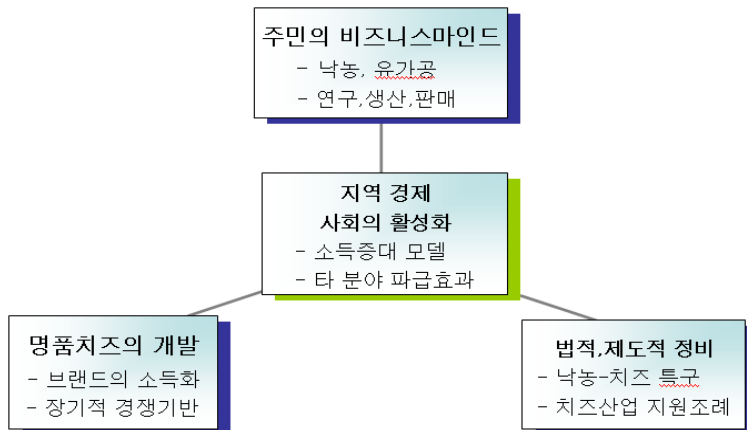 주민의 비즈니스마인드
- 낙농, 유가공
- 연구,생산,판매
지역 경제
사회의 활성화
- 소득증대 모델
- 타 분야 파급효과
명품치즈의 개발
- 브랜드의 소득화
- 장기적 경쟁기반
법적,제도적 정비
- 낙농-치즈 특구
- 치즈산업 지원조례